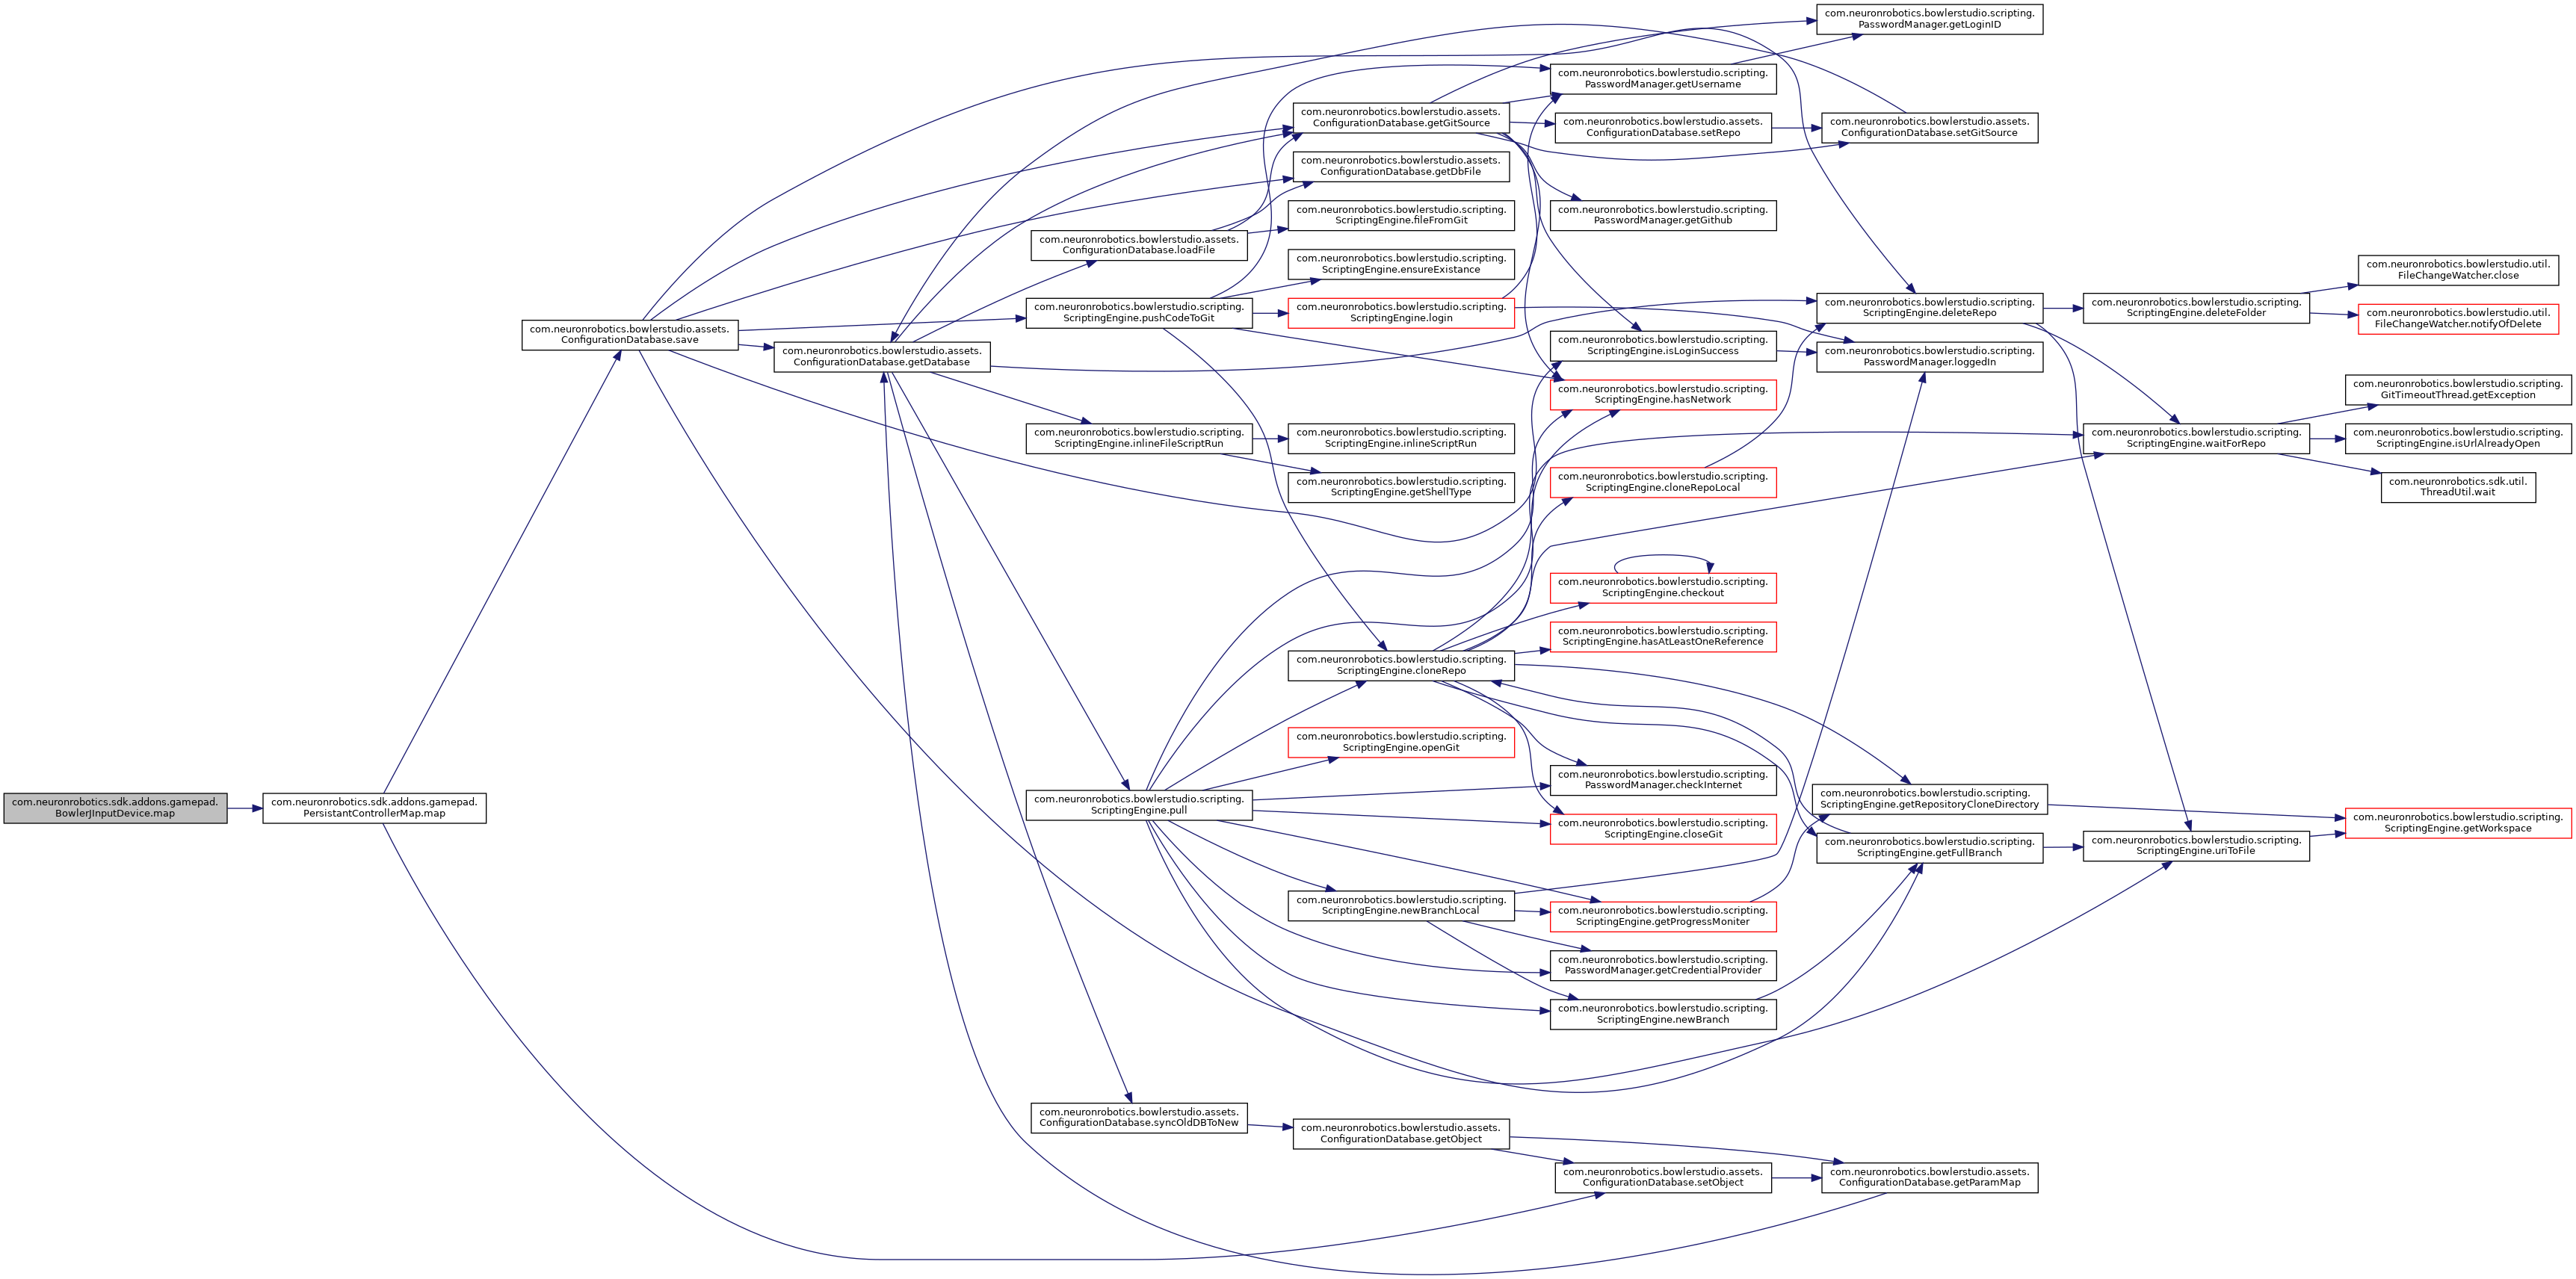 com.neuronrobotics.sdk.addons.gamepad.
BowlerJInputDevice.map
com.neuronrobotics.sdk.addons.gamepad.
PersistantControllerMap.map
com.neuronrobotics.bowlerstudio.assets.
ConfigurationDatabase.save
com.neuronrobotics.bowlerstudio.assets.
ConfigurationDatabase.getDatabase
com.neuronrobotics.bowlerstudio.assets.
ConfigurationDatabase.loadFile
com.neuronrobotics.bowlerstudio.scripting.
ScriptingEngine.pushCodeToGit
com.neuronrobotics.bowlerstudio.scripting.
ScriptingEngine.inlineFileScriptRun
com.neuronrobotics.bowlerstudio.scripting.
ScriptingEngine.pull
com.neuronrobotics.bowlerstudio.assets.
ConfigurationDatabase.syncOldDBToNew
com.neuronrobotics.bowlerstudio.assets.
ConfigurationDatabase.getGitSource
com.neuronrobotics.bowlerstudio.assets.
ConfigurationDatabase.getDbFile
com.neuronrobotics.bowlerstudio.scripting.
ScriptingEngine.fileFromGit
com.neuronrobotics.bowlerstudio.scripting.
ScriptingEngine.ensureExistance
com.neuronrobotics.bowlerstudio.scripting.
ScriptingEngine.login
com.neuronrobotics.bowlerstudio.scripting.
ScriptingEngine.inlineScriptRun
com.neuronrobotics.bowlerstudio.scripting.
ScriptingEngine.getShellType
com.neuronrobotics.bowlerstudio.scripting.
ScriptingEngine.cloneRepo
com.neuronrobotics.bowlerstudio.scripting.
ScriptingEngine.openGit
com.neuronrobotics.bowlerstudio.scripting.
ScriptingEngine.newBranchLocal
com.neuronrobotics.bowlerstudio.assets.
ConfigurationDatabase.getObject
com.neuronrobotics.bowlerstudio.scripting.
PasswordManager.getUsername
com.neuronrobotics.bowlerstudio.assets.
ConfigurationDatabase.setRepo
com.neuronrobotics.bowlerstudio.scripting.
PasswordManager.getGithub
com.neuronrobotics.bowlerstudio.scripting.
ScriptingEngine.isLoginSuccess
com.neuronrobotics.bowlerstudio.scripting.
ScriptingEngine.hasNetwork
com.neuronrobotics.bowlerstudio.scripting.
ScriptingEngine.cloneRepoLocal
com.neuronrobotics.bowlerstudio.scripting.
ScriptingEngine.checkout
com.neuronrobotics.bowlerstudio.scripting.
ScriptingEngine.hasAtLeastOneReference
com.neuronrobotics.bowlerstudio.scripting.
PasswordManager.checkInternet
com.neuronrobotics.bowlerstudio.scripting.
ScriptingEngine.closeGit
com.neuronrobotics.bowlerstudio.scripting.
ScriptingEngine.getProgressMoniter
com.neuronrobotics.bowlerstudio.scripting.
PasswordManager.getCredentialProvider
com.neuronrobotics.bowlerstudio.scripting.
ScriptingEngine.newBranch
com.neuronrobotics.bowlerstudio.assets.
ConfigurationDatabase.setObject
com.neuronrobotics.bowlerstudio.scripting.
PasswordManager.getLoginID
com.neuronrobotics.bowlerstudio.assets.
ConfigurationDatabase.setGitSource
com.neuronrobotics.bowlerstudio.scripting.
ScriptingEngine.deleteRepo
com.neuronrobotics.bowlerstudio.scripting.
PasswordManager.loggedIn
com.neuronrobotics.bowlerstudio.scripting.
ScriptingEngine.getRepositoryCloneDirectory
com.neuronrobotics.bowlerstudio.scripting.
ScriptingEngine.getFullBranch
com.neuronrobotics.bowlerstudio.assets.
ConfigurationDatabase.getParamMap
com.neuronrobotics.bowlerstudio.scripting.
ScriptingEngine.deleteFolder
com.neuronrobotics.bowlerstudio.scripting.
ScriptingEngine.waitForRepo
com.neuronrobotics.bowlerstudio.scripting.
ScriptingEngine.uriToFile
com.neuronrobotics.bowlerstudio.util.
FileChangeWatcher.close
com.neuronrobotics.bowlerstudio.util.
FileChangeWatcher.notifyOfDelete
com.neuronrobotics.bowlerstudio.scripting.
GitTimeoutThread.getException
com.neuronrobotics.bowlerstudio.scripting.
ScriptingEngine.isUrlAlreadyOpen
com.neuronrobotics.sdk.util.
ThreadUtil.wait
com.neuronrobotics.bowlerstudio.scripting.
ScriptingEngine.getWorkspace